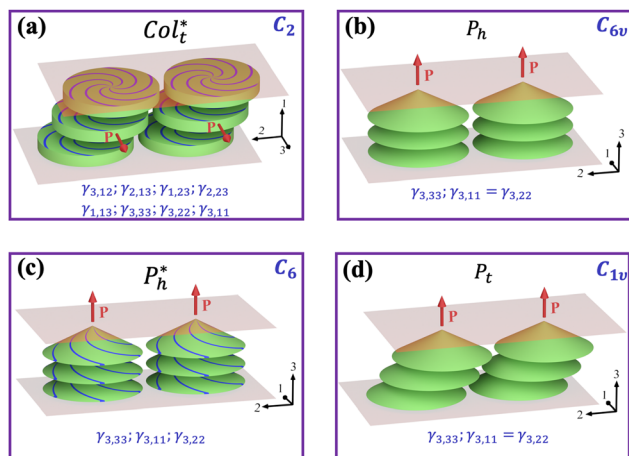 (a) Col*ₜ C₂
P P
1 2 3
γ₃,₁₂; γ₂,₁₃; γ₁,₂₃; γ₂,₂₃
γ₁,₁₃; γ₃,₃₃; γ₃,₂₂; γ₃,₁₁
(b) Pₕ C₆ᵥ
P P
3 1 2
γ₃,₃₃; γ₃,₁₁ = γ₃,₂₂
(c) P*ₕ C₆
P P
3 1 2
γ₃,₃₃; γ₃,₁₁; γ₃,₂₂
(d) Pₜ C₁ᵥ
P P
3 1 2
γ₃,₃₃; γ₃,₁₁ = γ₃,₂₂